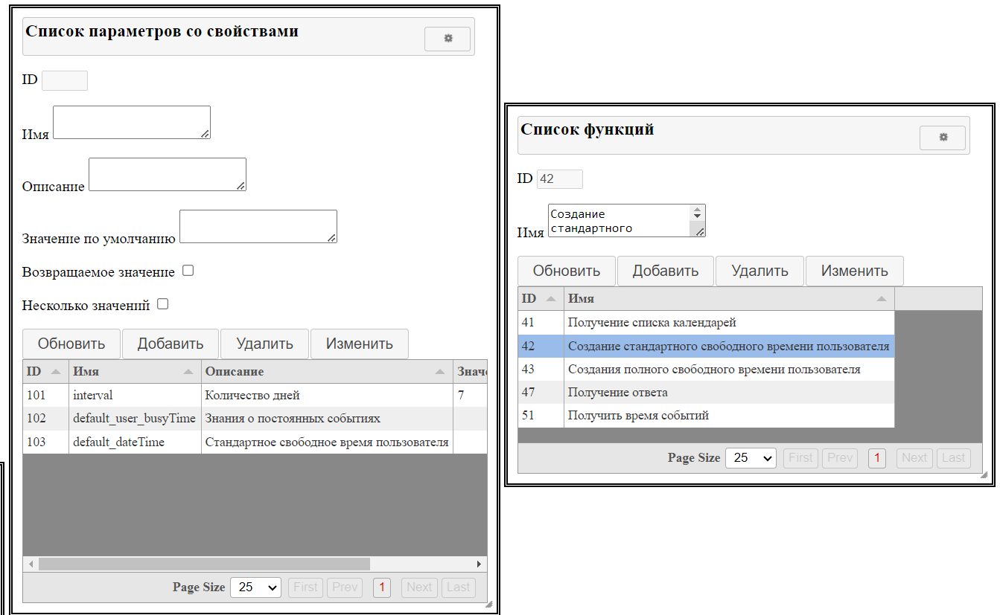 Список параметров со свойствами
ID
Имя
Описание
Значение по умолчанию
Возвращаемое значение
Несколько значений
Обновить Добавить Удалить Изменить
ID Имя Описание
101 interval Количество дней 7
102 default_user_busyTime Знания о постоянных событиях
103 default_dateTime Стандартное свободное время пользователя
Page Size 25 First Prev 1 Next Last
Список функций
ID 42
Имя Создание
стандартного
Обновить Добавить Удалить Изменить
ID Имя
41 Получение списка календарей
42 Создание стандартного свободного времени пользователя
43 Создания полного свободного времени пользователя
47 Получение ответа
51 Получить время событий
Page Size 25 First Prev 1 Next Last